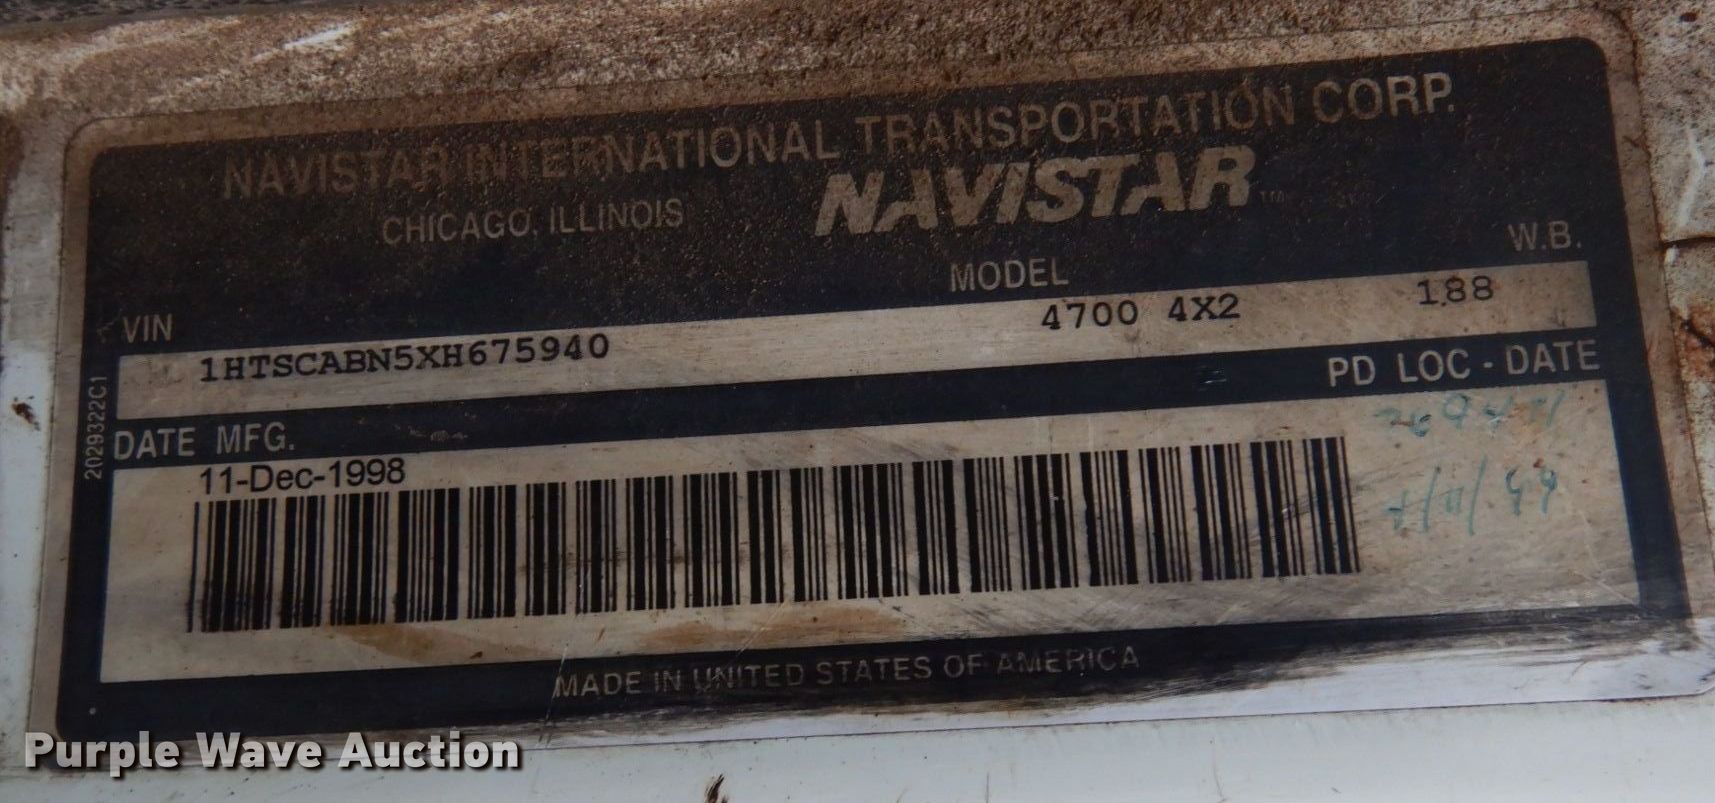 NAVISTAR INTERNATIONAL TRANSPORTATION CORP.
CHICAGO, ILLINOIS NAVISTAR™
VIN MODEL W.B.
1HTSCABN5XH675940 4700 4X2 188
DATE MFG. PD LOC - DATE
11-Dec-1998
2029322C1
MADE IN UNITED STATES OF AMERICA
Purple Wave Auction